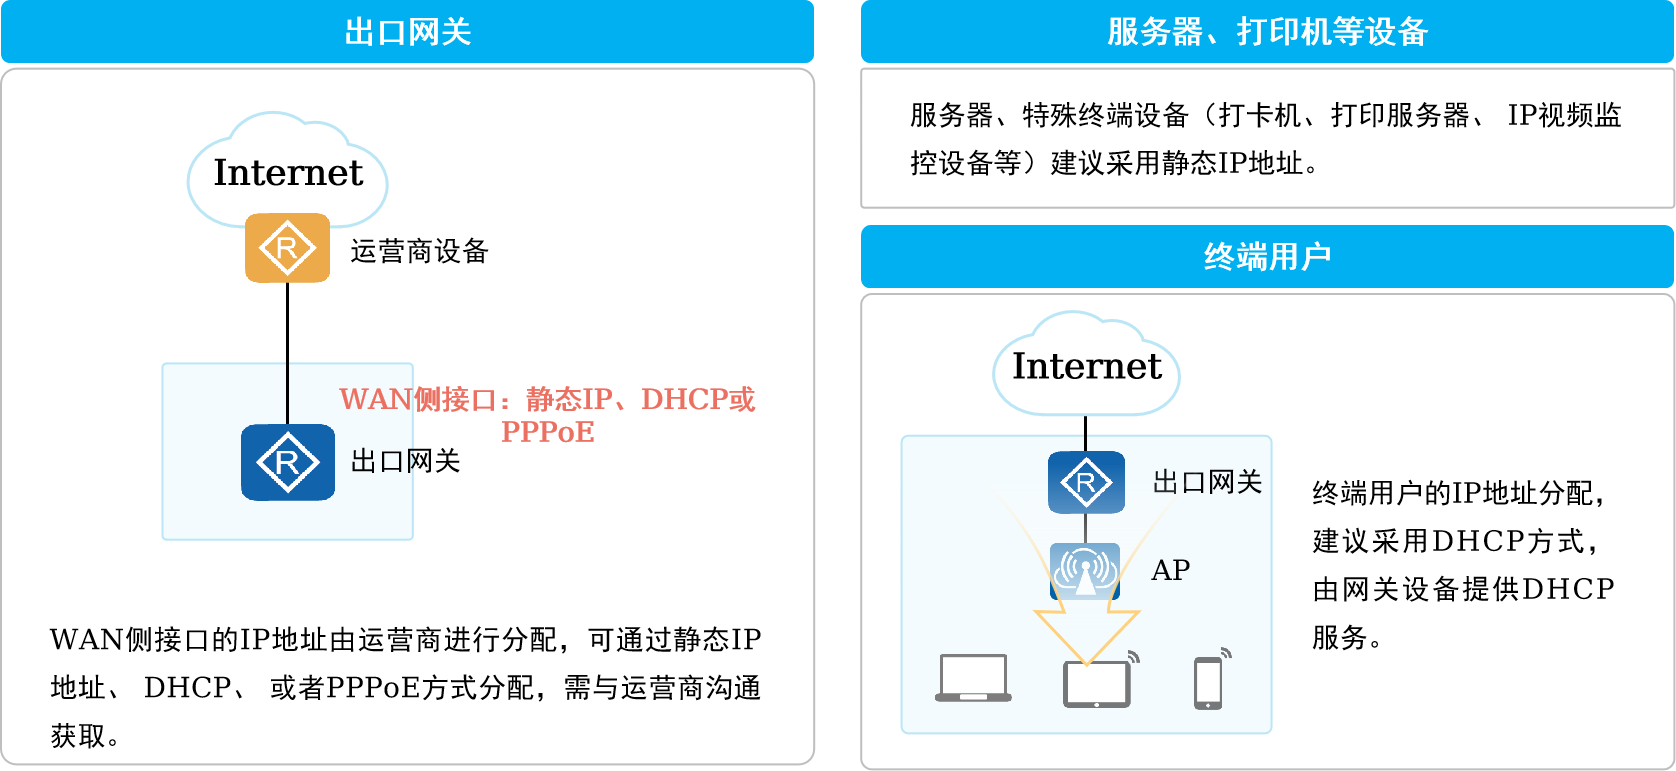 出口网关
Internet
R
运营商设备
WAN侧接口：静态IP、DHCP或
PPPoE
R
出口网关
WAN侧接口的IP地址由运营商进行分配，可通过静态IP
地址、 DHCP、 或者PPPoE方式分配，需与运营商沟通
获取。
服务器、打印机等设备
服务器、特殊终端设备（打卡机、打印服务器、 IP视频监
控设备等）建议采用静态IP地址。
终端用户
Internet
R
出口网关
AP
终端用户的IP地址分配，
建议采用DHCP方式，
由网关设备提供DHCP
服务。